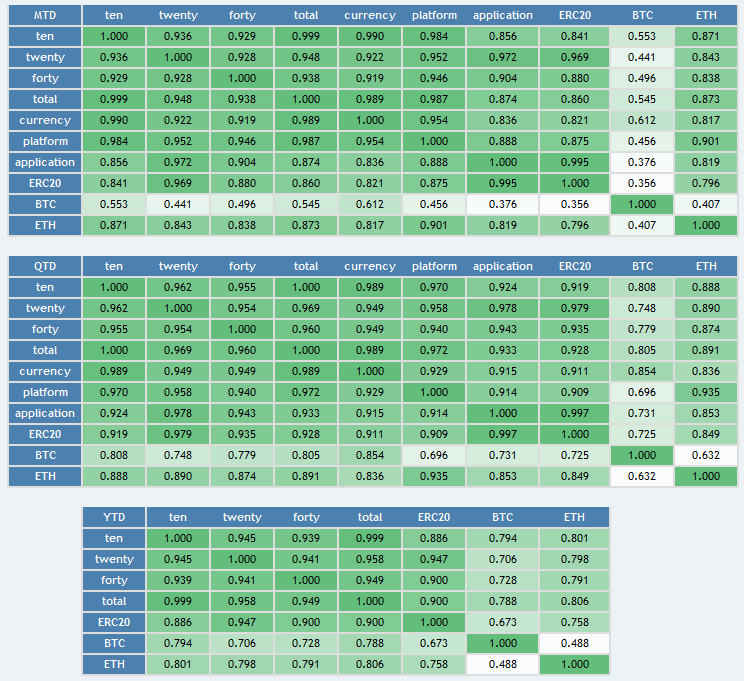 MTD ten twenty forty total currency platform application ERC20 BTC ETH
ten 1.000 0.936 0.929 0.999 0.990 0.984 0.856 0.841 0.553 0.871
twenty 0.936 1.000 0.928 0.948 0.922 0.952 0.972 0.969 0.441 0.843
forty 0.929 0.928 1.000 0.938 0.919 0.946 0.904 0.880 0.496 0.838
total 0.999 0.948 0.938 1.000 0.989 0.987 0.874 0.860 0.545 0.873
currency 0.990 0.922 0.919 0.989 1.000 0.954 0.836 0.821 0.612 0.817
platform 0.984 0.952 0.946 0.987 0.954 1.000 0.888 0.875 0.456 0.901
application 0.856 0.972 0.904 0.874 0.836 0.888 1.000 0.995 0.376 0.819
ERC20 0.841 0.969 0.880 0.860 0.821 0.875 0.995 1.000 0.356 0.796
BTC 0.553 0.441 0.496 0.545 0.612 0.456 0.376 0.356 1.000 0.407
ETH 0.871 0.843 0.838 0.873 0.817 0.901 0.819 0.796 0.407 1.000
QTD ten twenty forty total currency platform application ERC20 BTC ETH
ten 1.000 0.962 0.955 1.000 0.989 0.970 0.924 0.919 0.808 0.888
twenty 0.962 1.000 0.954 0.969 0.949 0.958 0.978 0.979 0.748 0.890
forty 0.955 0.954 1.000 0.960 0.949 0.940 0.943 0.935 0.779 0.874
total 1.000 0.969 0.960 1.000 0.989 0.972 0.933 0.928 0.805 0.891
currency 0.989 0.949 0.949 0.989 1.000 0.929 0.915 0.911 0.854 0.836
platform 0.970 0.958 0.940 0.972 0.929 1.000 0.914 0.909 0.696 0.935
application 0.924 0.978 0.943 0.933 0.915 0.914 1.000 0.997 0.731 0.853
ERC20 0.919 0.979 0.935 0.928 0.911 0.909 0.997 1.000 0.725 0.849
BTC 0.808 0.748 0.779 0.805 0.854 0.696 0.731 0.725 1.000 0.632
ETH 0.888 0.890 0.874 0.891 0.836 0.935 0.853 0.849 0.632 1.000
YTD ten twenty forty total ERC20 BTC ETH
ten 1.000 0.945 0.939 0.999 0.886 0.794 0.801
twenty 0.945 1.000 0.941 0.958 0.947 0.706 0.798
forty 0.939 0.941 1.000 0.949 0.900 0.728 0.791
total 0.999 0.958 0.949 1.000 0.900 0.788 0.806
ERC20 0.886 0.947 0.900 0.900 1.000 0.673 0.758
BTC 0.794 0.706 0.728 0.788 0.673 1.000 0.488
ETH 0.801 0.798 0.791 0.806 0.758 0.488 1.000